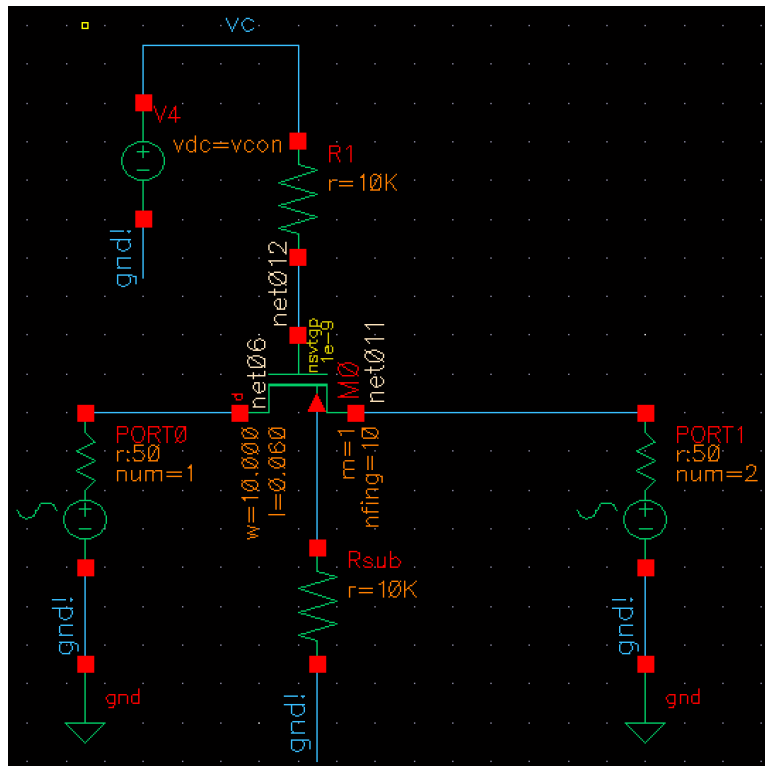 vc
V4
vdc=vcon
R1
r=10K
gnd!
net012
nsvtgp
1e-g
net06
M0
net011
d
PORT0
r:50
num=1
w=10.000
l=0.060
m=1
nfing=10
PORT1
r:50
num=2
Rsub
r=10K
gnd!
gnd!
gnd
gnd
gnd!